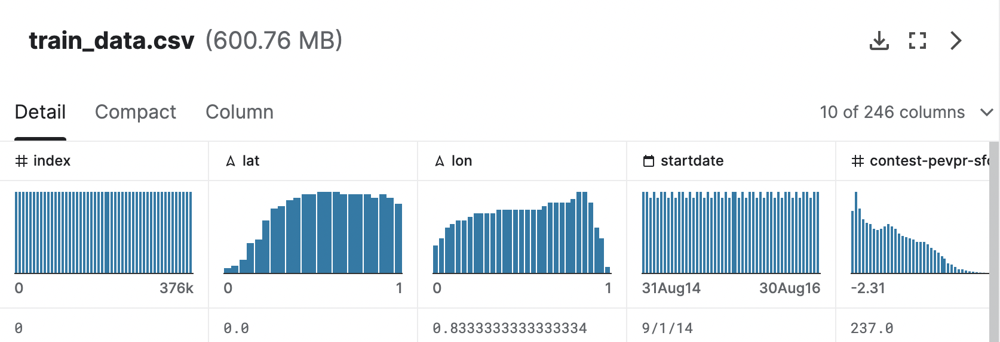 train_data.csv (600.76 MB)
Detail Compact Column 10 of 246 columns
index lat lon startdate contest-pevpr-sfc
0 376k 0 1 0 1 31Aug14 30Aug16 -2.31
0 0.0 0.8333333333333334 9/1/14 237.0